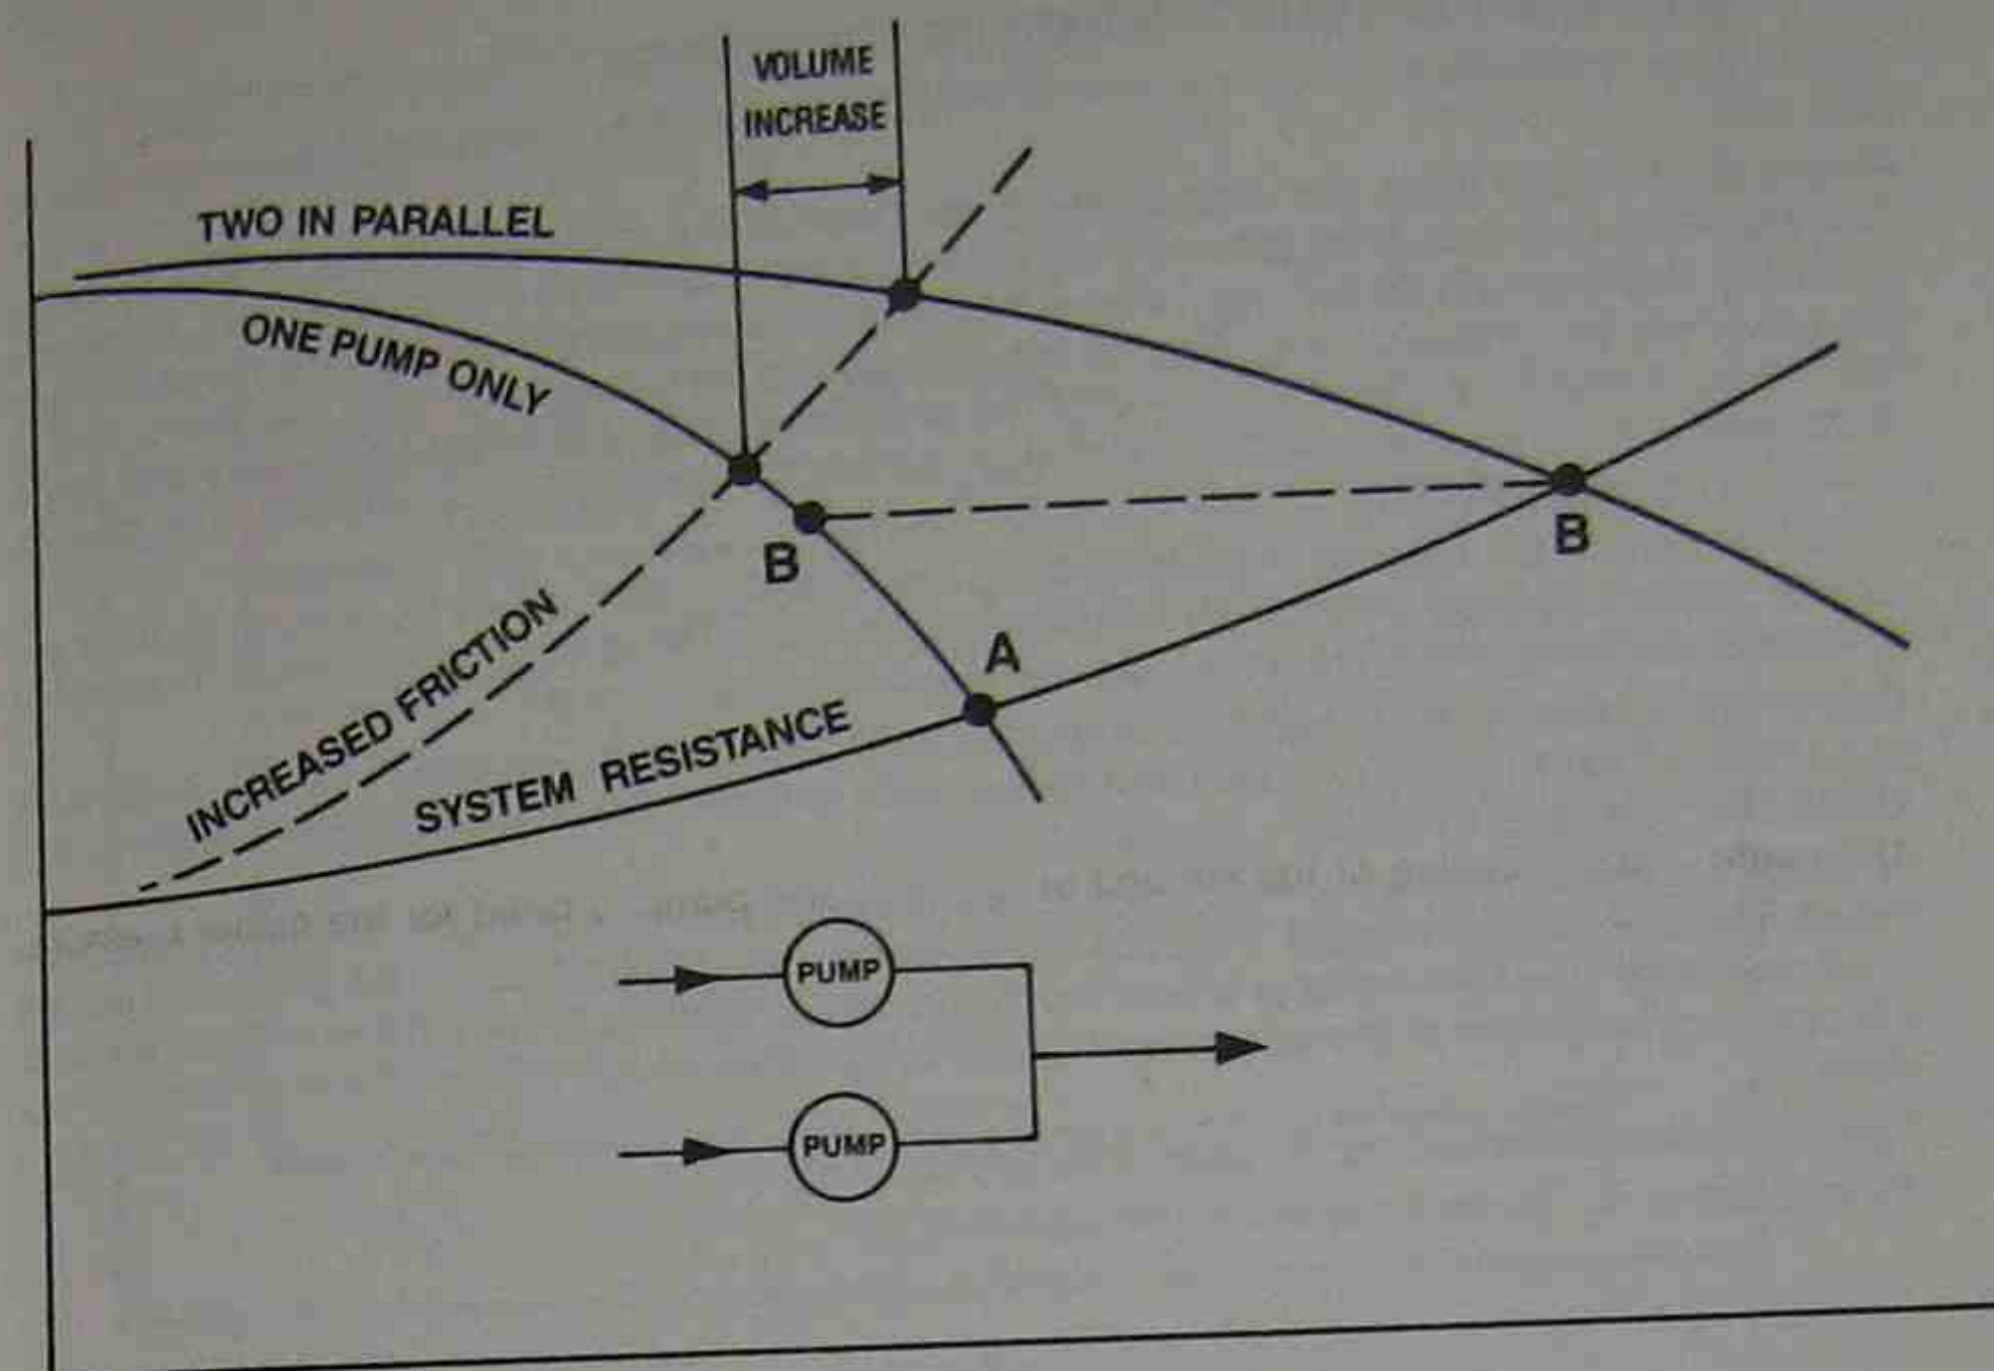 VOLUME
INCREASE
TWO IN PARALLEL
ONE PUMP ONLY
B
B
A
INCREASED FRICTION
SYSTEM RESISTANCE
PUMP
PUMP